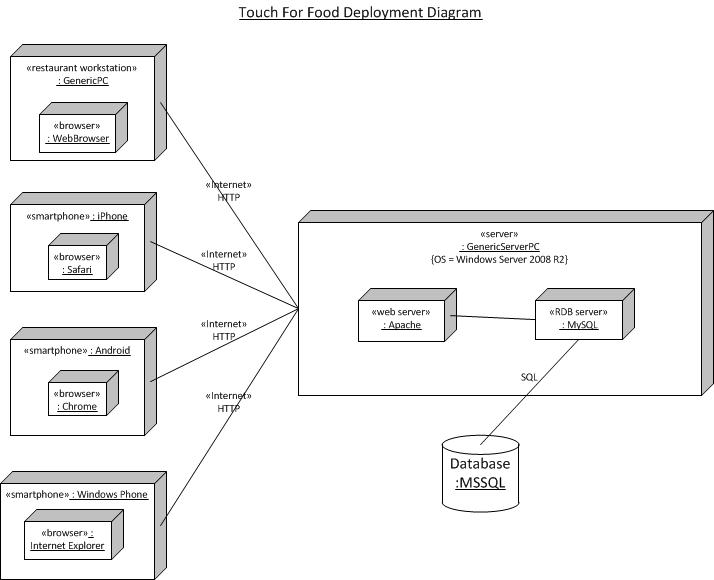 Touch For Food Deployment Diagram
«restaurant workstation»
: GenericPC
«browser»
: WebBrowser
«Internet»
HTTP
«smartphone» : iPhone
«browser»
: Safari
«Internet»
HTTP
«server»
: GenericServerPC
{OS = Windows Server 2008 R2}
«web server»
: Apache
«RDB server»
: MySQL
«smartphone» : Android
«browser»
: Chrome
«Internet»
HTTP
SQL
«Internet»
HTTP
Database
:MSSQL
«smartphone» : Windows Phone
«browser» :
Internet Explorer